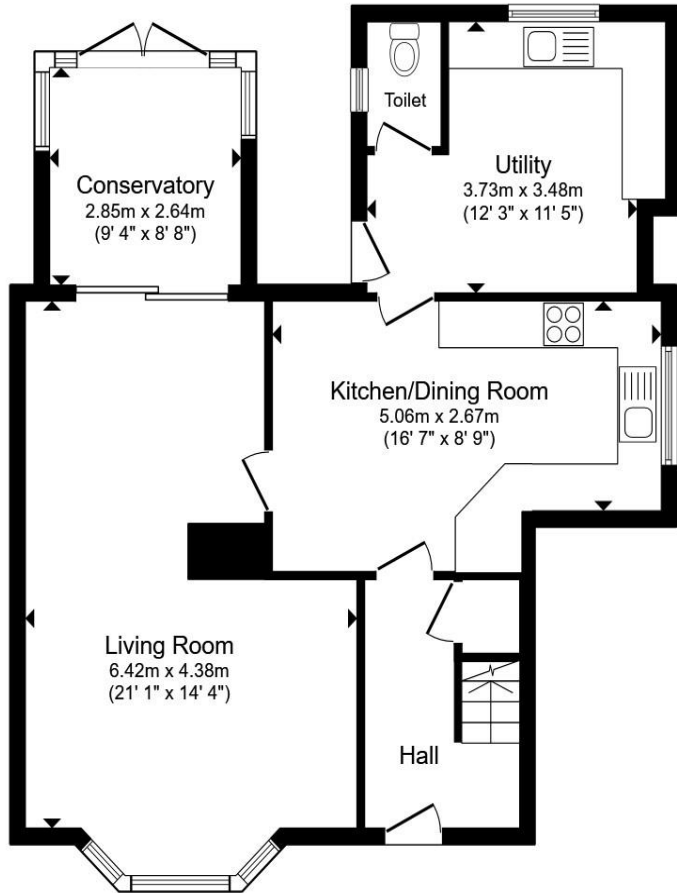 Toilet
Utility
3.73m x 3.48m
(12' 3" x 11' 5")
Conservatory
2.85m x 2.64m
(9' 4" x 8' 8")
Kitchen/Dining Room
5.06m x 2.67m
(16' 7" x 8' 9")
Living Room
6.42m x 4.38m
(21' 1" x 14' 4")
Hall